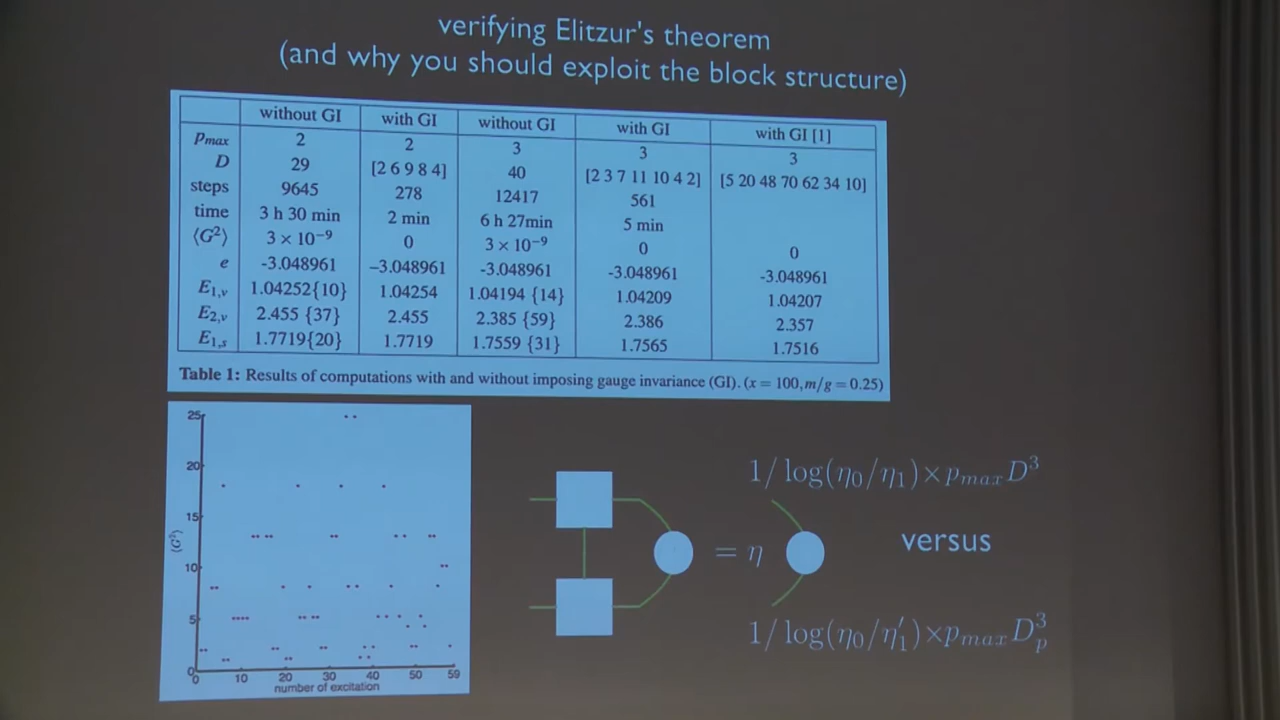 verifying Elitzur's theorem
(and why you should exploit the block structure)
without GI with GI without GI with GI with GI [1]
Pmax 2 2 3 3 3
D 29 [2 6 9 8 4] 40 [2 3 7 11 10 4 2] [5 20 48 70 62 34 10]
steps 9645 278 12417 561
time 3 h 30 min 2 min 6 h 27min 5 min
⟨G²⟩ 3 × 10⁻⁹ 0 3 × 10⁻⁹ 0 0
e -3.048961 −3.048961 -3.048961 -3.048961 -3.048961
E1,v 1.04252{10} 1.04254 1.04194 {14} 1.04209 1.04207
E2,v 2.455 {37} 2.455 2.385 {59} 2.386 2.357
E1,s 1.7719{20} 1.7719 1.7559 {31} 1.7565 1.7516
Table 1: Results of computations with and without imposing gauge invariance (GI). (x = 100, m/g = 0.25)
25
20
15
10
5
0
⟨G²⟩
0 10 20 30 40 50 59
number of excitation
= η
1/ log(η0/η1) × pmax D³
versus
1/ log(η0/η′1) × pmax D³p